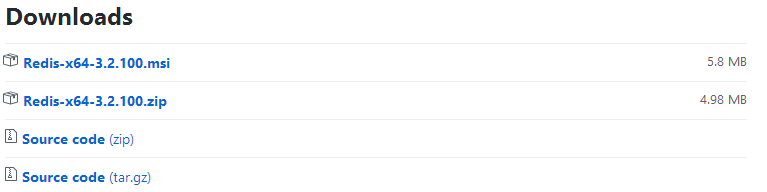 Downloads
Redis-x64-3.2.100.msi 5.8 MB
Redis-x64-3.2.100.zip 4.98 MB
Source code (zip)
Source code (tar.gz)